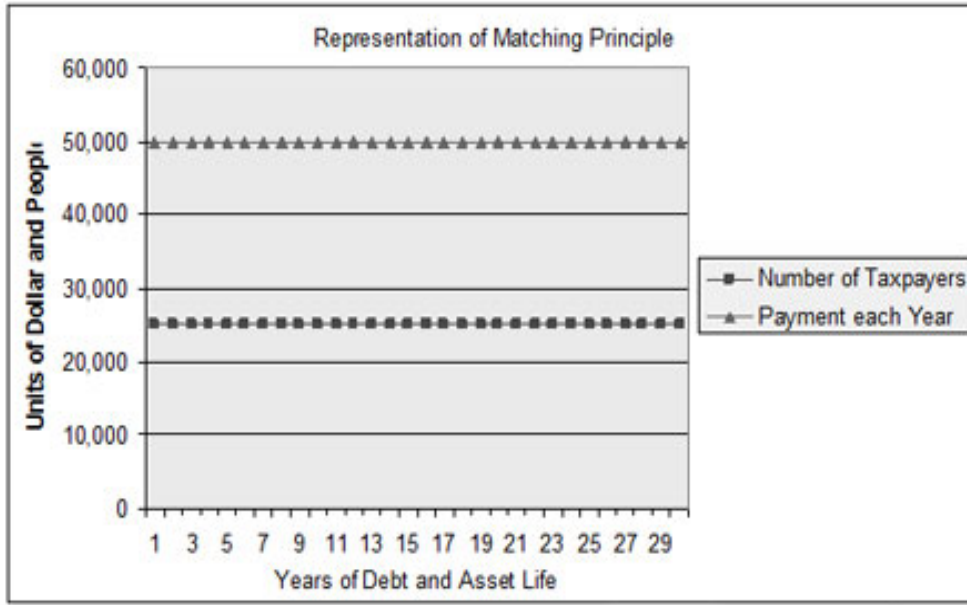 Representation of Matching Principle
60,000
50,000
40,000
30,000
20,000
10,000
0
Units of Dollar and
1 3 5 7 9 11 13 15 17 19 21 23 25 27 29
Years of Debt and Asset Life
Number of Taxpayers
Payment each Year